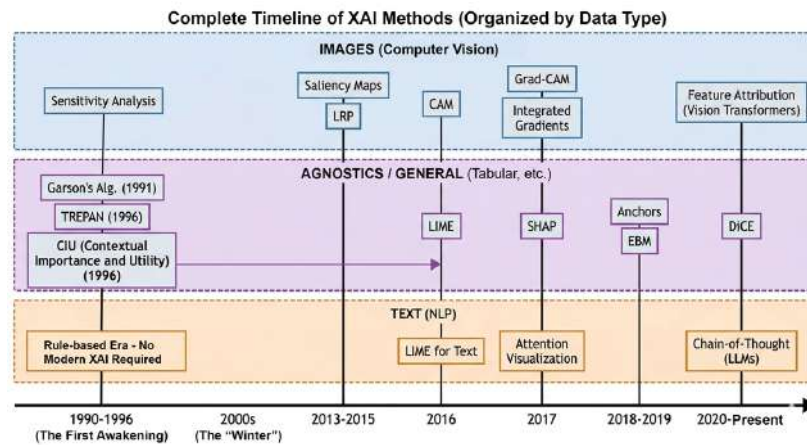 Complete Timeline of XAI Methods (Organized by Data Type)
IMAGES (Computer Vision)
Sensitivity Analysis
Saliency Maps
LRP
CAM
Grad-CAM
Integrated
Gradients
Feature Attribution
(Vision Transformers)
AGNOSTICS / GENERAL (Tabular, etc.)
Garson's Alg. (1991)
TREPAN (1996)
CIU (Contextual
Importance and Utility)
(1996)
LIME
SHAP
Anchors
EBM
DiCE
TEXT (NLP)
Rule-based Era - No
Modern XAI Required
LIME for Text
Attention
Visualization
Chain-of-Thought
(LLMs)
1990-1996
(The First Awakening)
2000s
(The "Winter")
2013-2015
2016
2017
2018-2019
2020-Present